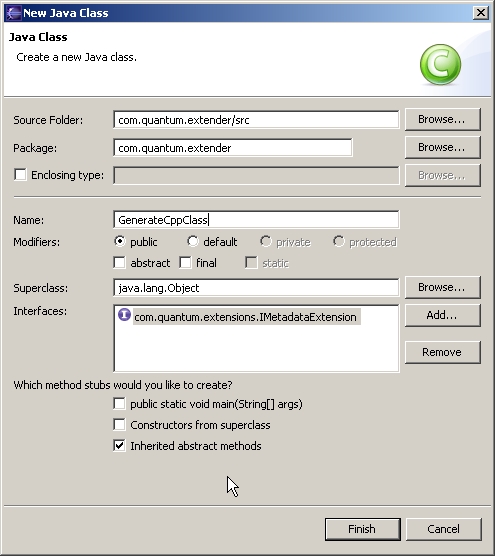 New Java Class
Java Class
Create a new Java class.
C
Source Folder: com.quantum.extender/src Browse...
Package: com.quantum.extender Browse...
Enclosing type: Browse...
Name: GenerateCppClass
Modifiers: public default private protected
abstract final static
Superclass: java.lang.Object Browse...
Interfaces: I com.quantum.extensions.IMetadataExtension Add...
Remove
Which method stubs would you like to create?
public static void main(String[] args)
Constructors from superclass
Inherited abstract methods
Finish Cancel